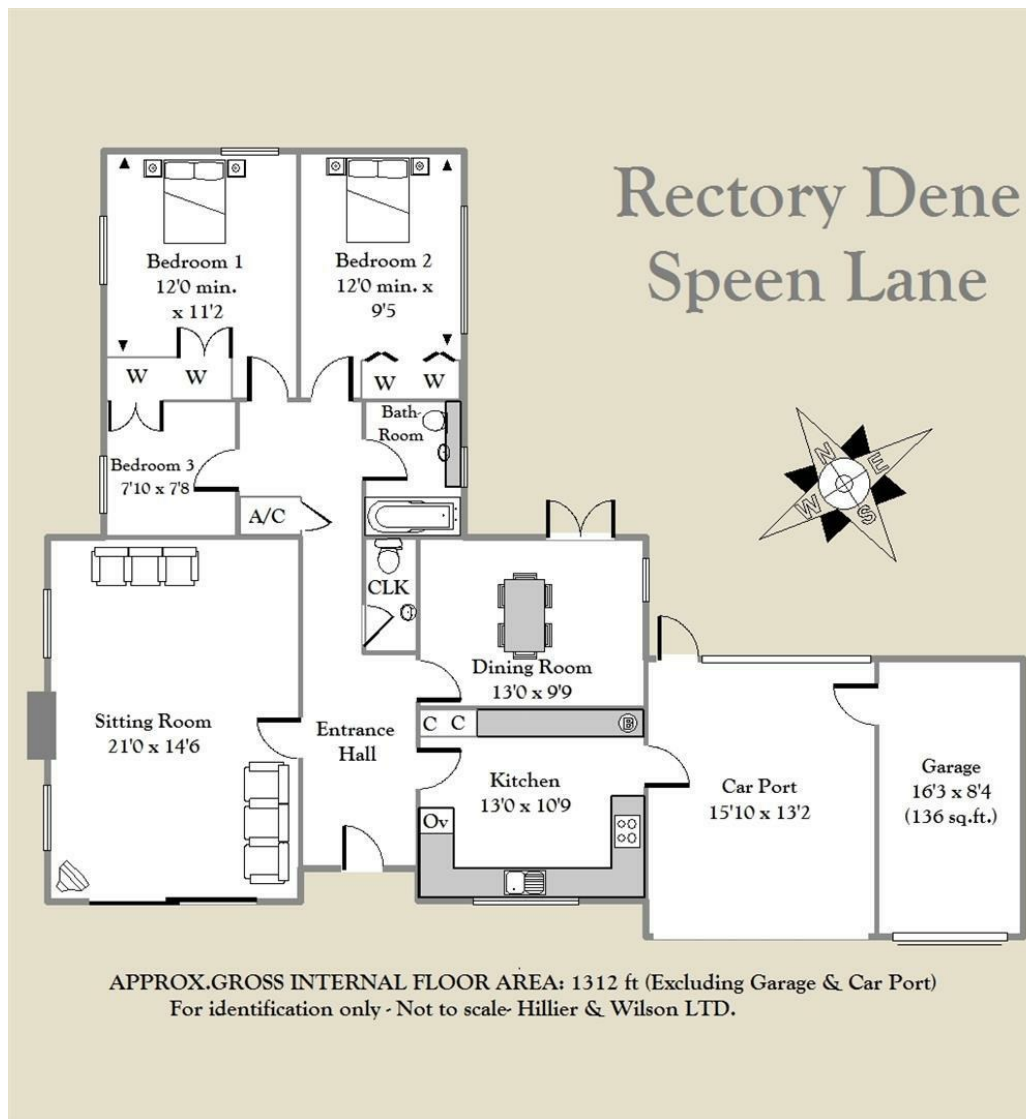 Rectory Dene
Speen Lane
Bedroom 1
12'0 min.
x 11'2
Bedroom 2
12'0 min. x
9'5
W
W
W
W
Bath-
Room
Bedroom 3
7'10 x 7'8
A/C
N
E
W
S
CLK
Dining Room
13'0 x 9'9
Sitting Room
21'0 x 14'6
Entrance
Hall
C
C
B
Kitchen
13'0 x 10'9
Ov
Car Port
15'10 x 13'2
Garage
16'3 x 8'4
(136 sq.ft.)
APPROX.GROSS INTERNAL FLOOR AREA: 1312 ft (Excluding Garage & Car Port)
For identification only - Not to scale- Hillier & Wilson LTD.